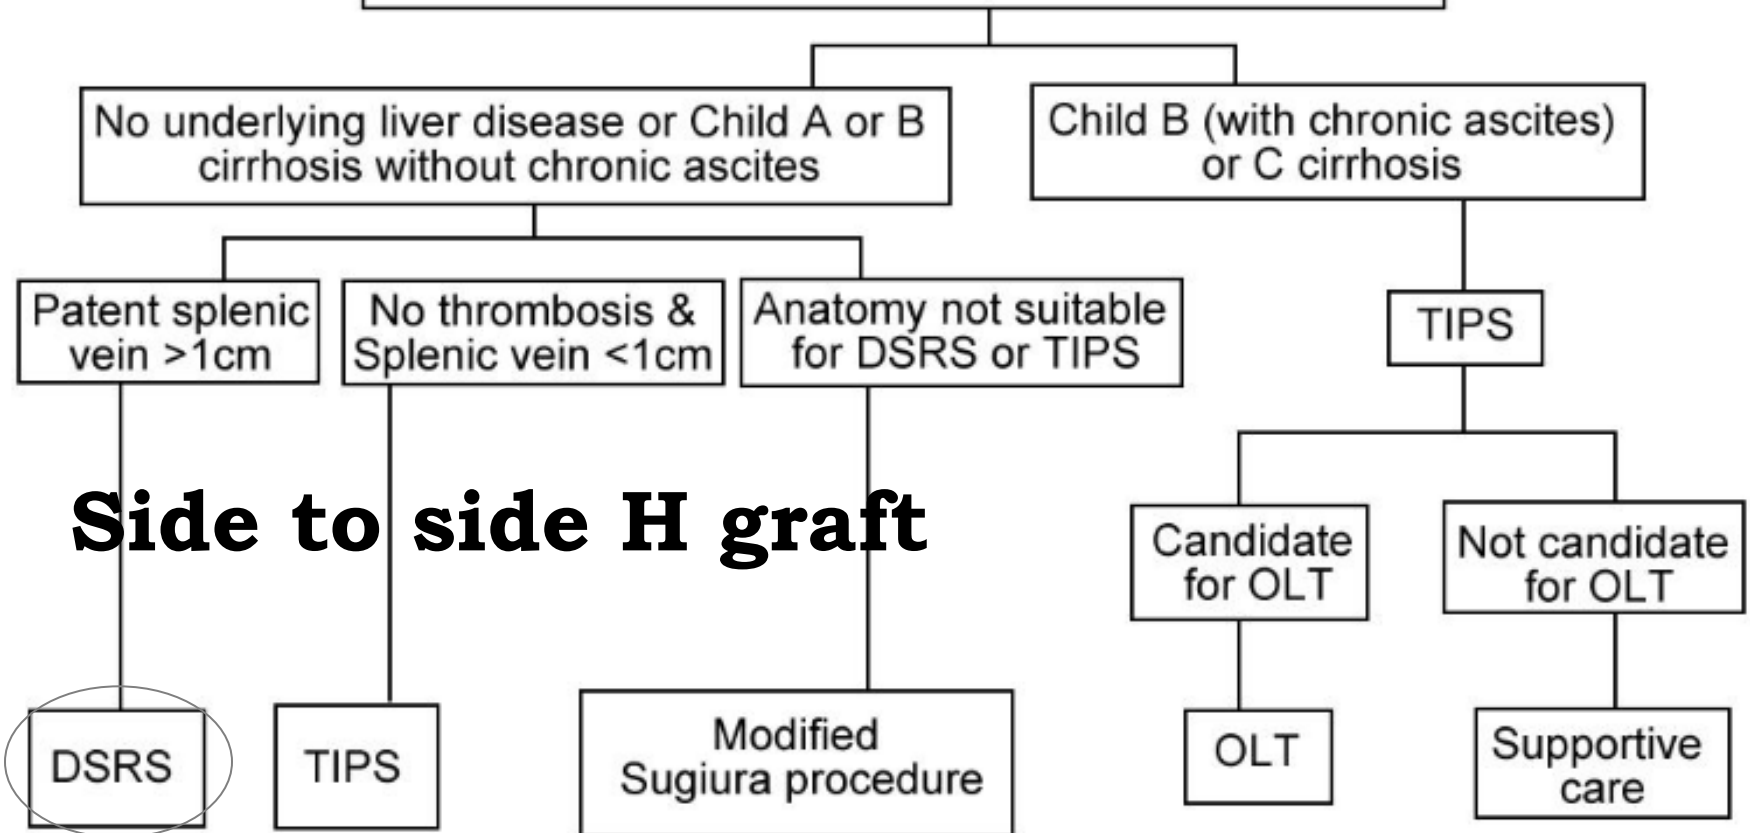 No underlying liver disease or Child A or B
cirrhosis without chronic ascites
Child B (with chronic ascites)
or C cirrhosis
Patent splenic
vein >1cm
No thrombosis &
Splenic vein <1cm
Anatomy not suitable
for DSRS or TIPS
TIPS
Side to side H graft
Candidate
for OLT
Not candidate
for OLT
DSRS
TIPS
Modified
Sugiura procedure
OLT
Supportive
care